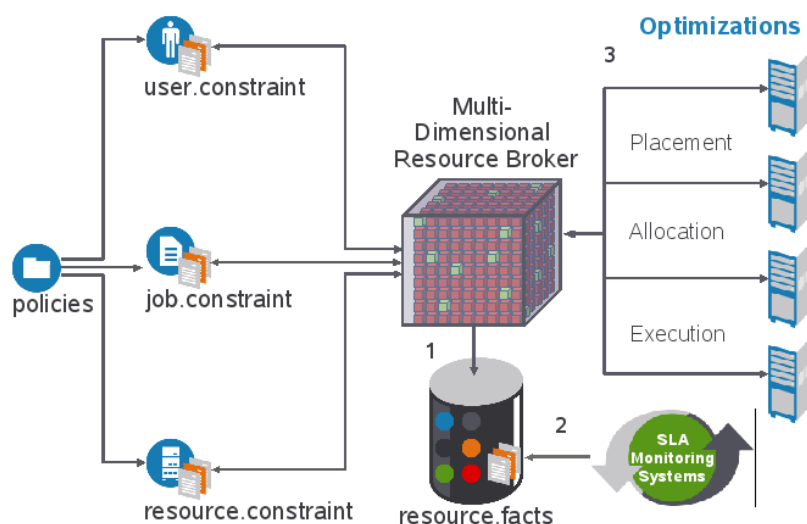 Optimizations
3
user.constraint
Multi-
Dimensional
Resource Broker
Placement
Allocation
policies
job.constraint
Execution
1
2
SLA
Monitoring
Systems
resource.constraint
resource.facts